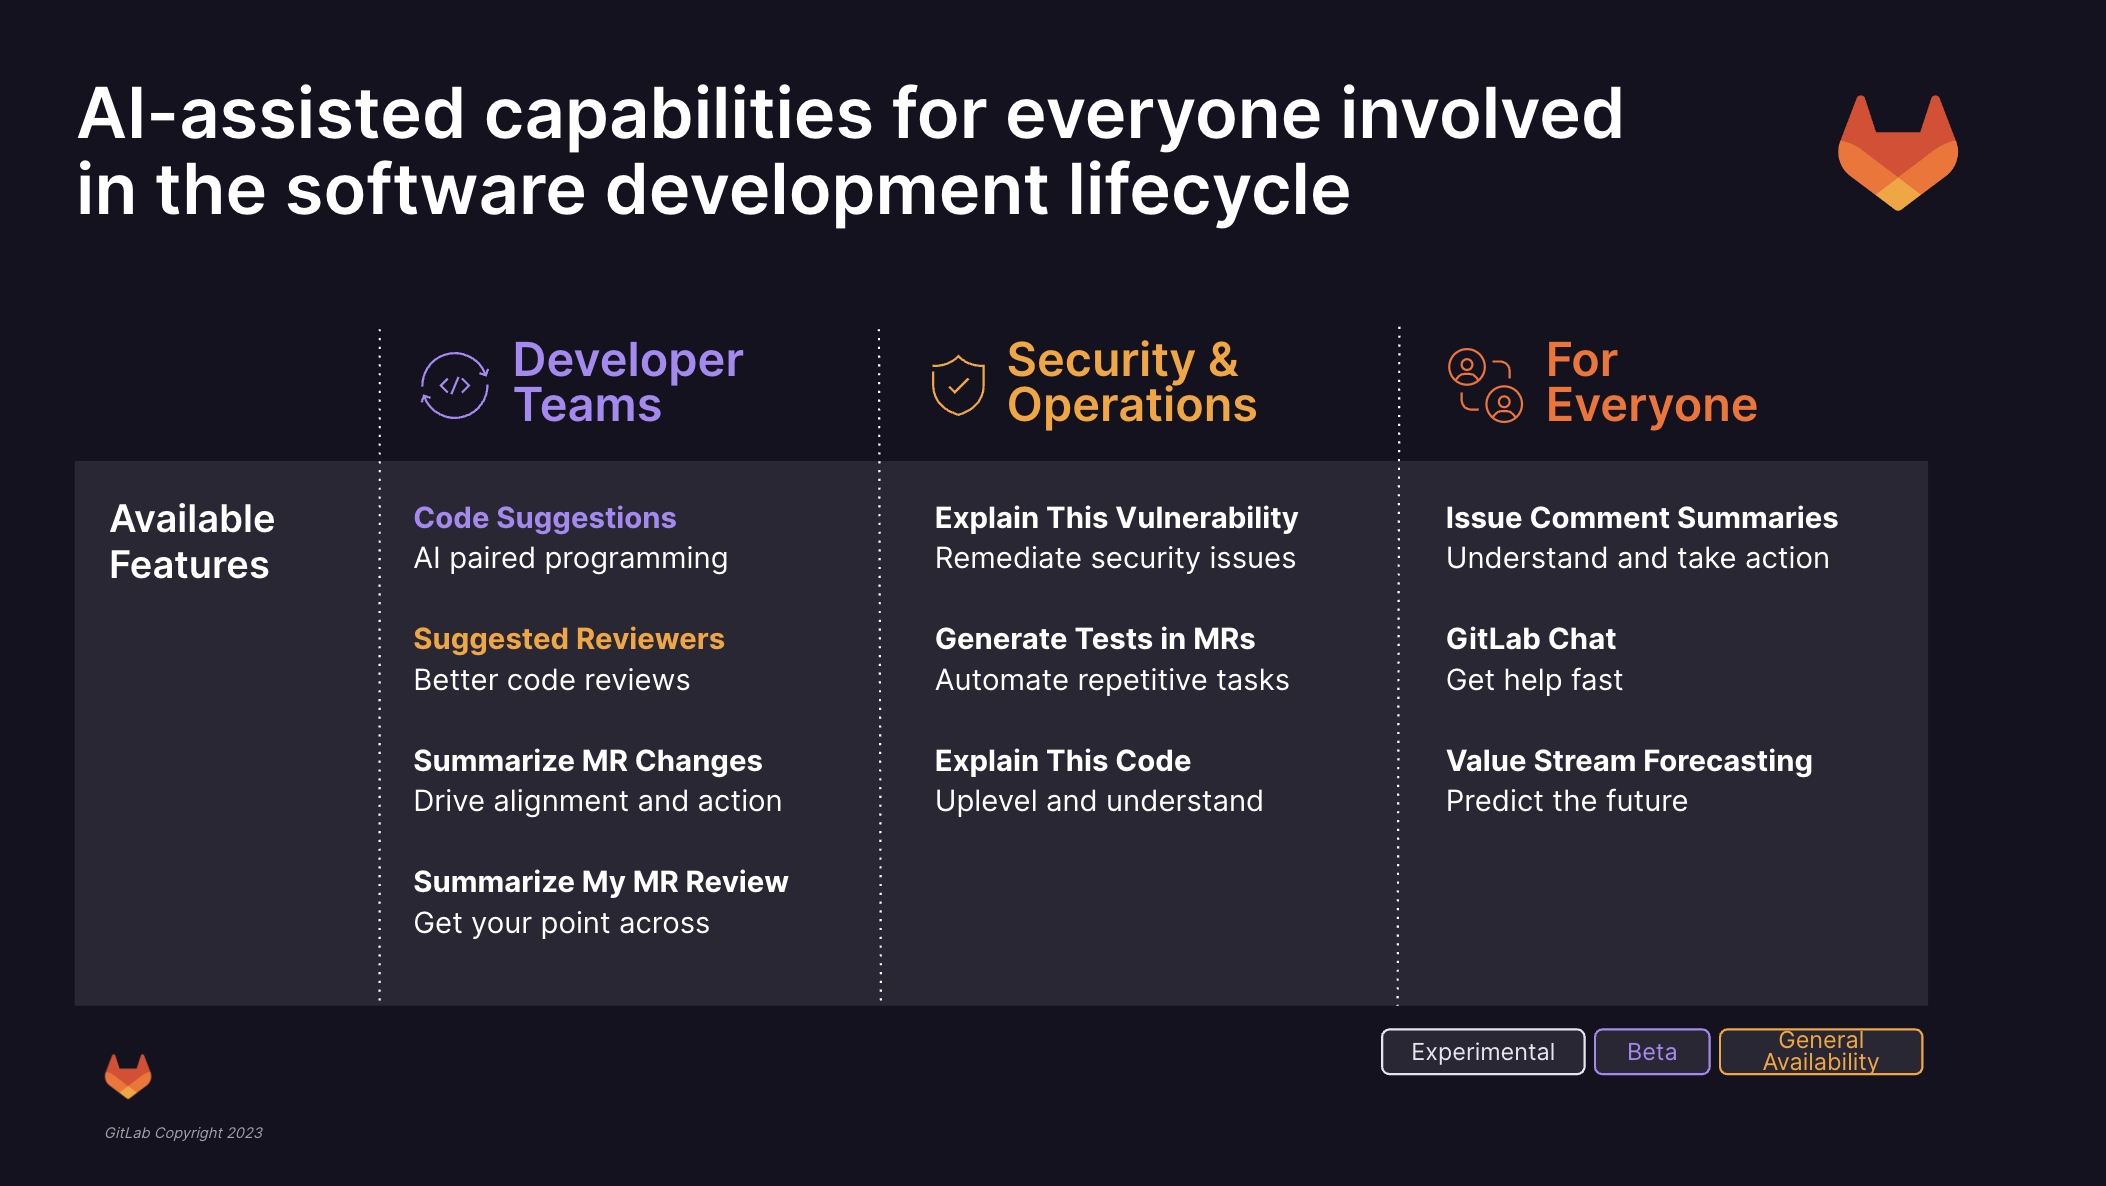 AI-assisted capabilities for everyone involved
in the software development lifecycle
Developer
Teams
Security &
Operations
For
Everyone
Available
Features
Code Suggestions
AI paired programming
Suggested Reviewers
Better code reviews
Summarize MR Changes
Drive alignment and action
Summarize My MR Review
Get your point across
Explain This Vulnerability
Remediate security issues
Generate Tests in MRs
Automate repetitive tasks
Explain This Code
Uplevel and understand
Issue Comment Summaries
Understand and take action
GitLab Chat
Get help fast
Value Stream Forecasting
Predict the future
Experimental
Beta
General
Availability
GitLab Copyright 2023